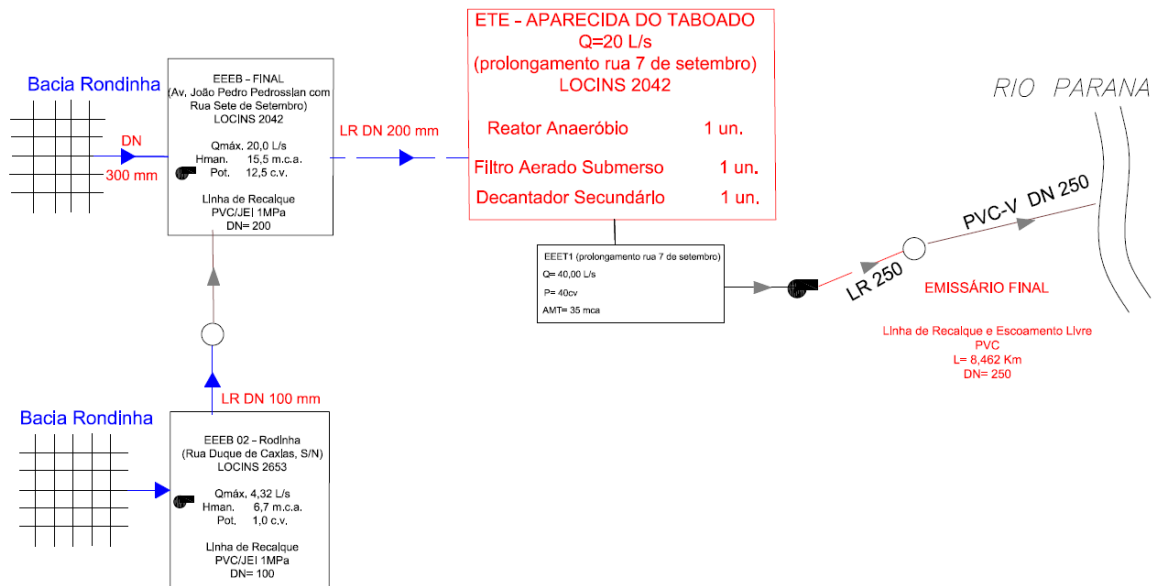 Bacia Rondinha
DN
300 mm
EEEB - FINAL
(Av, João Pedro Pedrossian com
Rua Sete de Setembro)
LOCINS 2042
Qmáx. 20,0 L/s
Hman. 15,5 m.c.a.
Pot. 12,5 c.v.
Linha de Recalque
PVC/JEI 1MPa
DN= 200
LR DN 200 mm
ETE - APARECIDA DO TABOADO
Q=20 L/s
(prolongamento rua 7 de setembro)
LOCINS 2042
Reator Anaeróbio 1 un.
Filtro Aerado Submerso 1 un.
Decantador Secundário 1 un.
EEET1 (prolongamento rua 7 de setembro)
Q= 40,00 L/s
P= 40cv
AMT= 35 mca
LR 250
PVC-V DN 250
RIO PARANA
EMISSÁRIO FINAL
Linha de Recalque e Escoamento Livre
PVC
L= 8,462 Km
DN= 250
LR DN 100 mm
Bacia Rondinha
EEEB 02 - Rodinha
(Rua Duque de Caxias, S/N)
LOCINS 2653
Qmáx, 4,32 L/s
Hman. 6,7 m.c.a.
Pot. 1,0 c.v.
Linha de Recalque
PVC/JEI 1MPa
DN= 100